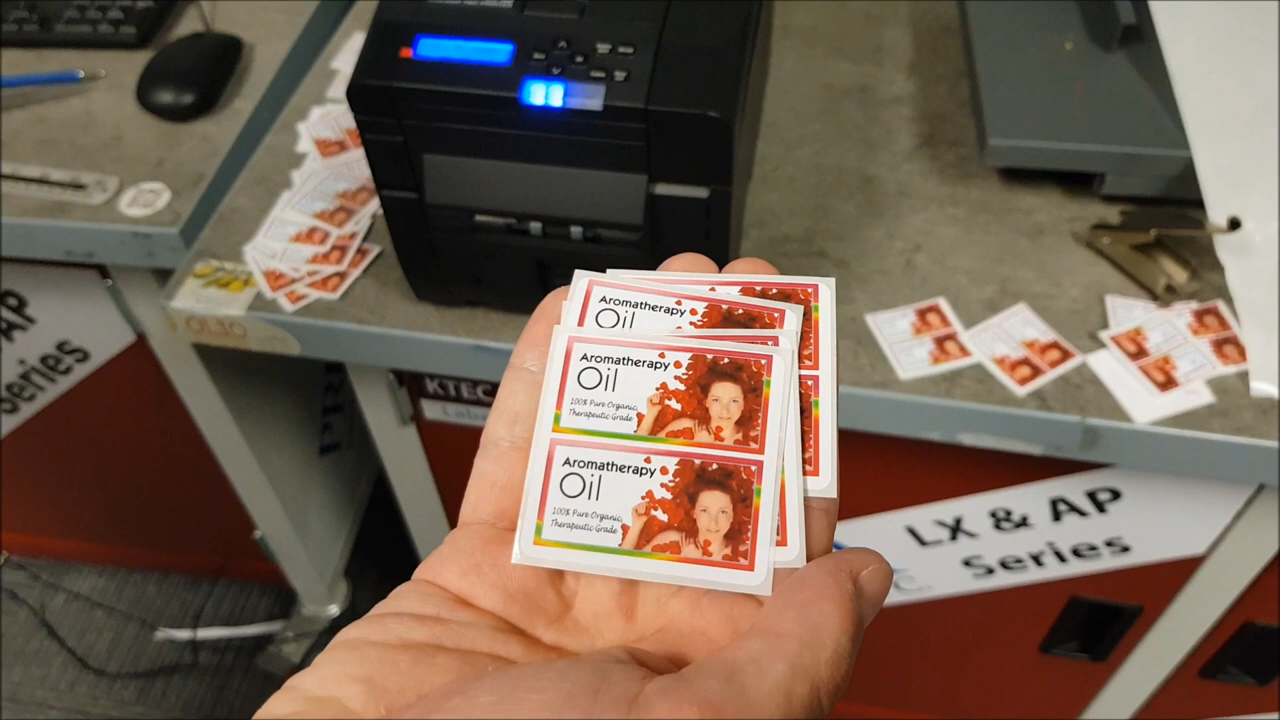 Aromatherapy
Oil
Aromatherapy
Oil
100% Pure Organic,
Therapeutic Grade
Aromatherapy
Oil
100% Pure Organic,
Therapeutic Grade
AP
Series
OL10
KTEC
LX & AP
Series